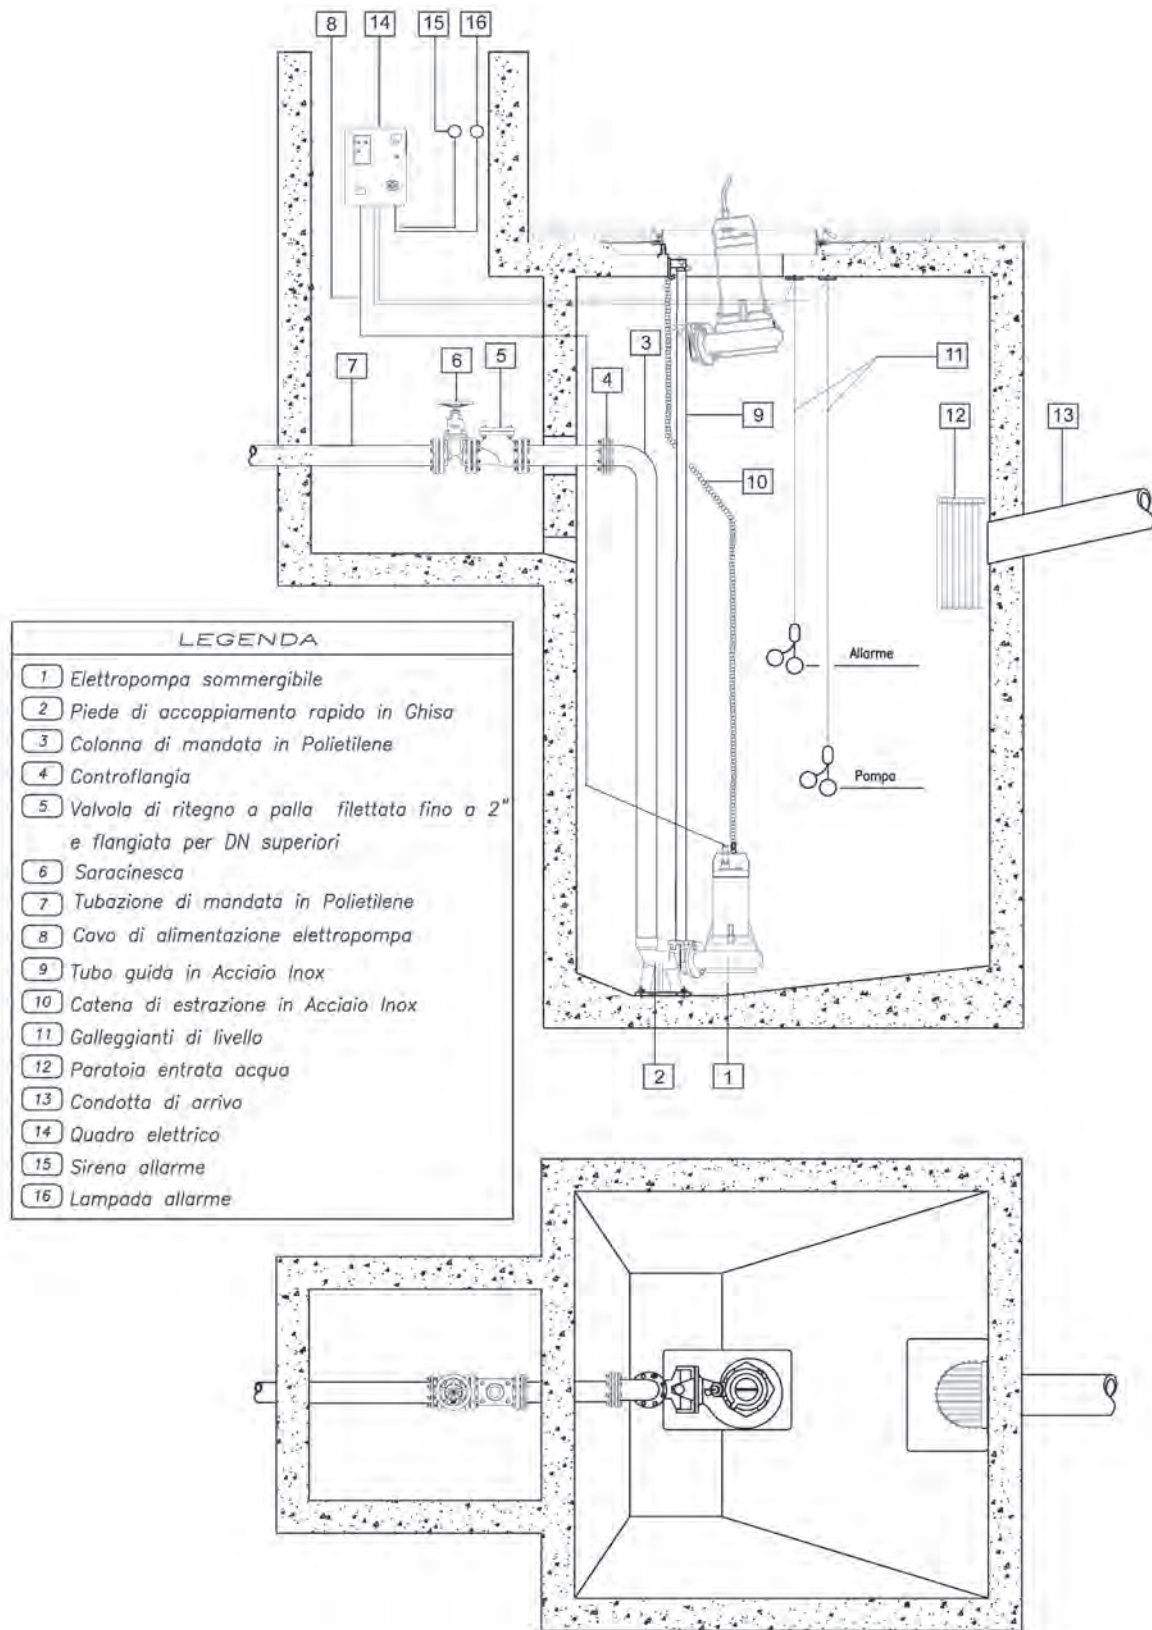 8
14
15
16
3
6
5
7
4
11
9
12
13
10
Allarme
Pompa
2
1
LEGENDA
1 Elettropompa sommergibile
2 Piede di accoppiamento rapido in Ghisa
3 Colonna di mandata in Polietilene
4 Controflangia
5 Valvola di ritegno a palla filettata fino a 2"
e flangiata per DN superiori
6 Saracinesca
7 Tubazione di mandata in Polietilene
8 Cavo di alimentazione elettropompa
9 Tubo guida in Acciaio Inox
10 Catena di estrazione in Acciaio Inox
11 Galleggianti di livello
12 Paratoia entrata acqua
13 Condotta di arrivo
14 Quadro elettrico
15 Sirena allarme
16 Lampada allarme